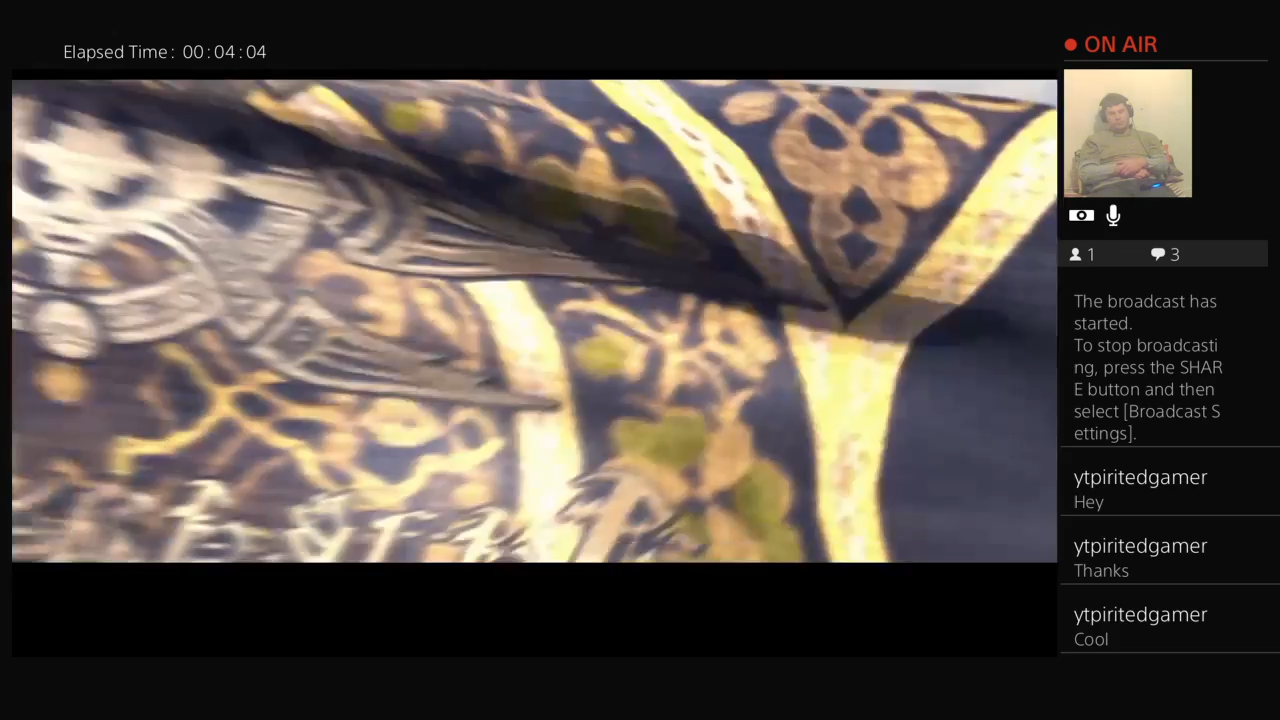 Elapsed Time: 00:04:04
ON AIR
1 3
The broadcast has
started.
To stop broadcasti
ng, press the SHAR
E button and then
select [Broadcast S
ettings].
ytpiritedgamer
Hey
ytpiritedgamer
Thanks
ytpiritedgamer
Cool